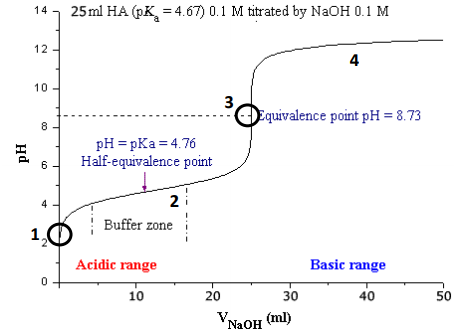 25ml HA (pKa = 4.67) 0.1 M titrated by NaOH 0.1 M
14
12
10
8
6
4
2
0
pH
1
2
3
4
Equivalence point pH = 8.73
pH = pKa = 4.76
Half-equivalence point
Buffer zone
Acidic range
Basic range
0
10
20
30
40
50
VNaOH (ml)